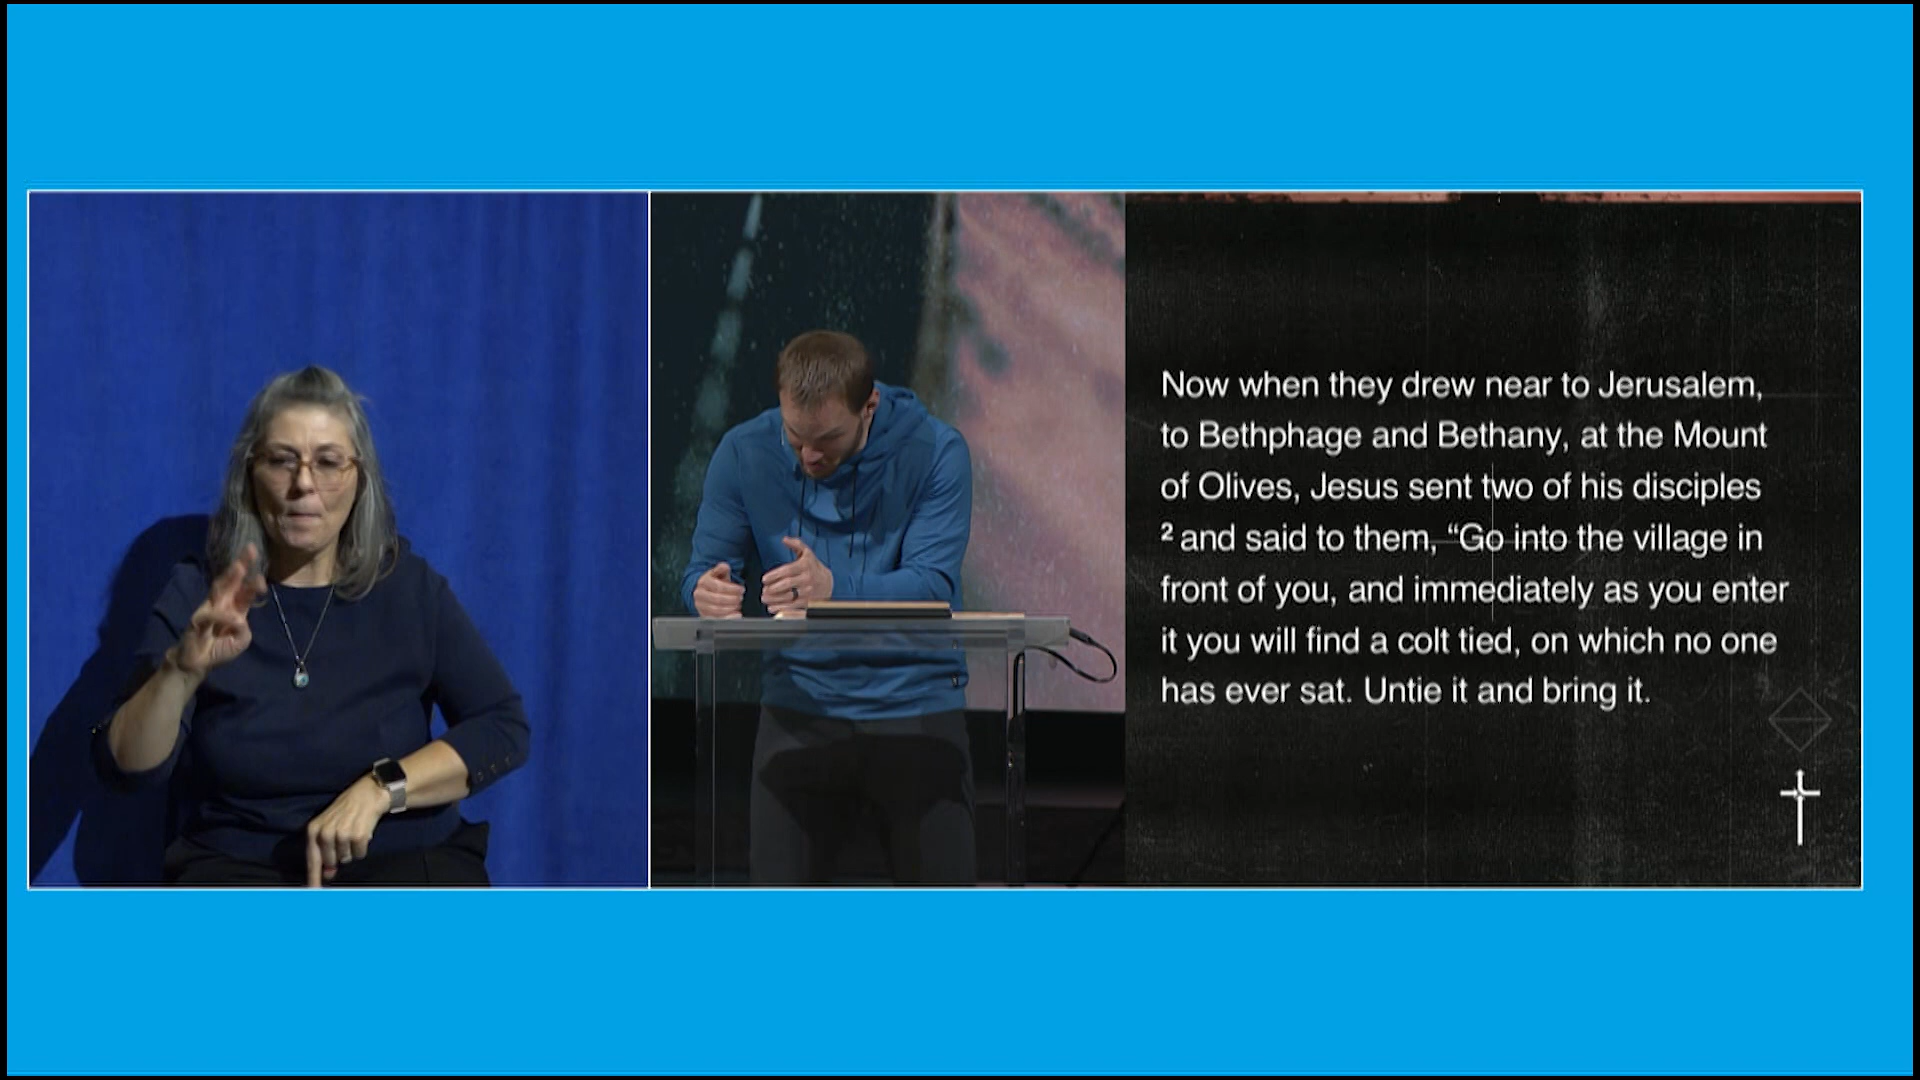 Now when they drew near to Jerusalem,
to Bethphage and Bethany, at the Mount
of Olives, Jesus sent two of his disciples
² and said to them, “Go into the village in
front of you, and immediately as you enter
it you will find a colt tied, on which no one
has ever sat. Untie it and bring it.